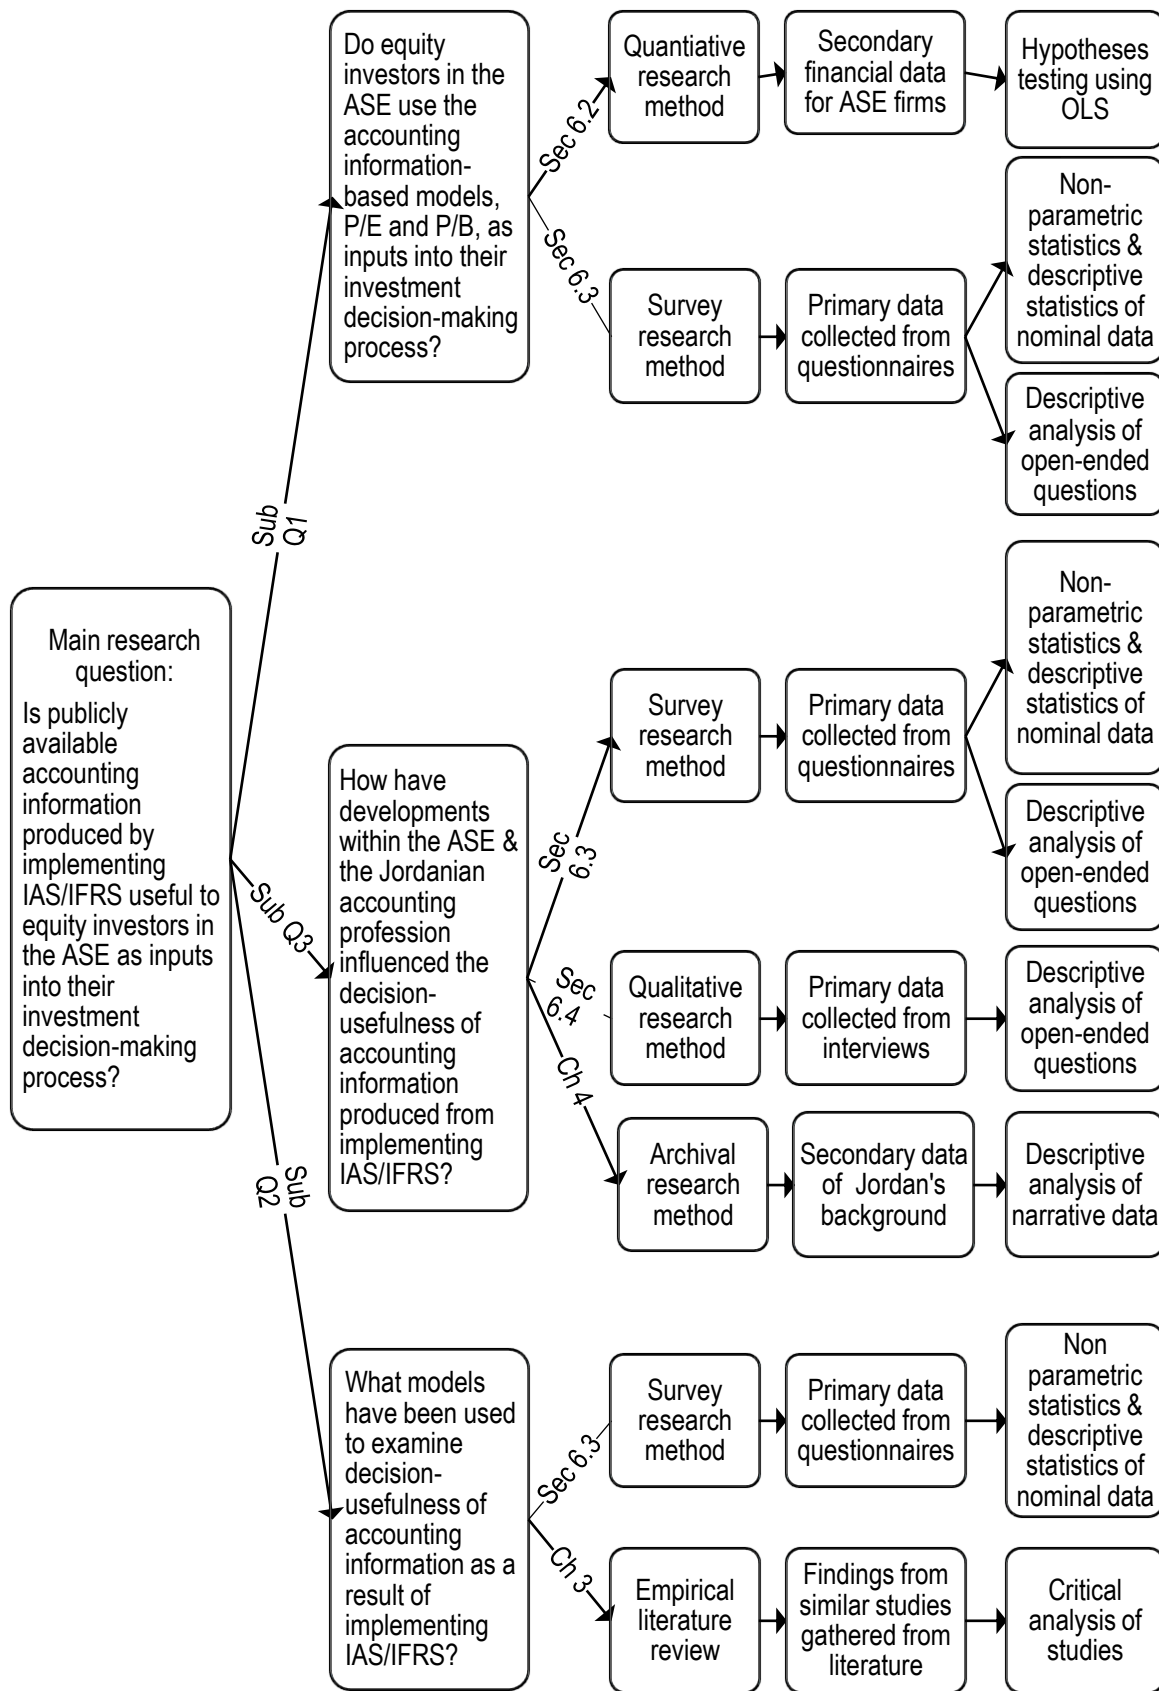 Main research
question:
Is publicly
available
accounting
information
produced by
implementing
IAS/IFRS useful to
equity investors in
the ASE as inputs
into their
investment
decision-making
process?
Sub
Q1
Do equity
investors in the
ASE use the
accounting
information-
based models,
P/E and P/B, as
inputs into their
investment
decision-making
process?
Sec 6.2
Quantiative
research
method
Secondary
financial data
for ASE firms
Hypotheses
testing using
OLS
Sec 6.3
Survey
research
method
Primary data
collected from
questionnaires
Non-
parametric
statistics &
descriptive
statistics of
nominal data
Descriptive
analysis of
open-ended
questions
Sub Q3
How have
developments
within the ASE &
the Jordanian
accounting
profession
influenced the
decision-
usefulness of
accounting
information
produced from
implementing
IAS/IFRS?
Sec
6.3
Survey
research
method
Primary data
collected from
questionnaires
Non-
parametric
statistics &
descriptive
statistics of
nominal data
Descriptive
analysis of
open-ended
questions
Sec
6.4
Qualitative
research
method
Primary data
collected from
interviews
Descriptive
analysis of
open-ended
questions
Ch 4
Archival
research
method
Secondary data
of Jordan's
background
Descriptive
analysis of
narrative data
Sub
Q2
What models
have been used
to examine
decision-
usefulness of
accounting
information as a
result of
implementing
IAS/IFRS?
Sec 6.3
Survey
research
method
Primary data
collected from
questionnaires
Non
parametric
statistics &
descriptive
statistics of
nominal data
Ch 3
Empirical
literature
review
Findings from
similar studies
gathered from
literature
Critical
analysis of
studies